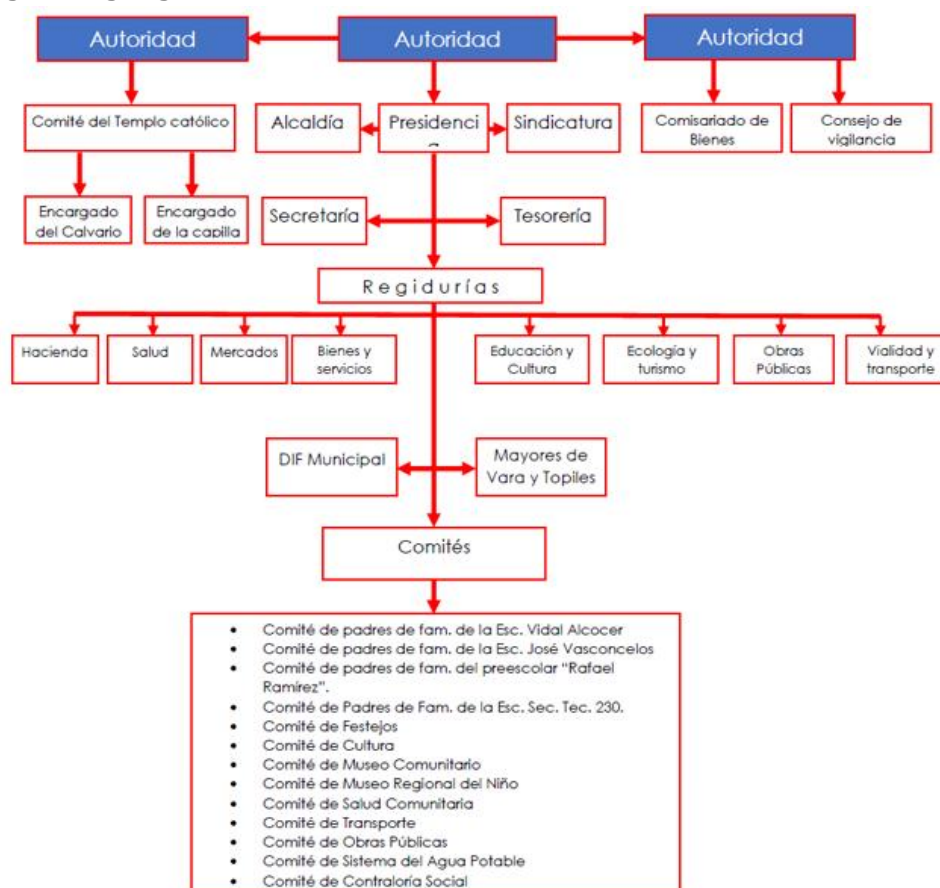 Autoridad
Autoridad
Autoridad
Comité del Templo católico
Alcaldía
Presidenci
Sindicatura
Comisariado de
Bienes
Consejo de
vigilancia
Encargado
del Calvario
Encargado
de la capilla
Secretaría
Tesorería
Regidurías
Hacienda
Salud
Mercados
Bienes y
servicios
Educación y
Cultura
Ecología y
turismo
Obras
Públicas
Vialidad y
transporte
DIF Municipal
Mayores de
Vara y Topiles
Comités
• Comité de padres de fam. de la Esc. Vidal Alcocer
• Comité de padres de fam. de la Esc. José Vasconcelos
• Comité de padres de fam. del preescolar “Rafael
Ramírez”.
• Comité de Padres de Fam. de la Esc. Sec. Tec. 230.
• Comité de Festejos
• Comité de Cultura
• Comité de Museo Comunitario
• Comité de Museo Regional del Niño
• Comité de Salud Comunitaria
• Comité de Transporte
• Comité de Obras Públicas
• Comité de Sistema del Agua Potable
• Comité de Contraloría Social